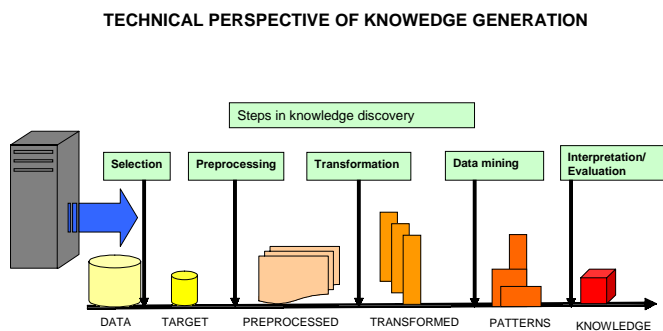 TECHNICAL PERSPECTIVE OF KNOWEDGE GENERATION
Steps in knowledge discovery
Selection
Preprocessing
Transformation
Data mining
Interpretation/
Evaluation
DATA
TARGET
PREPROCESSED
TRANSFORMED
PATTERNS
KNOWLEDGE